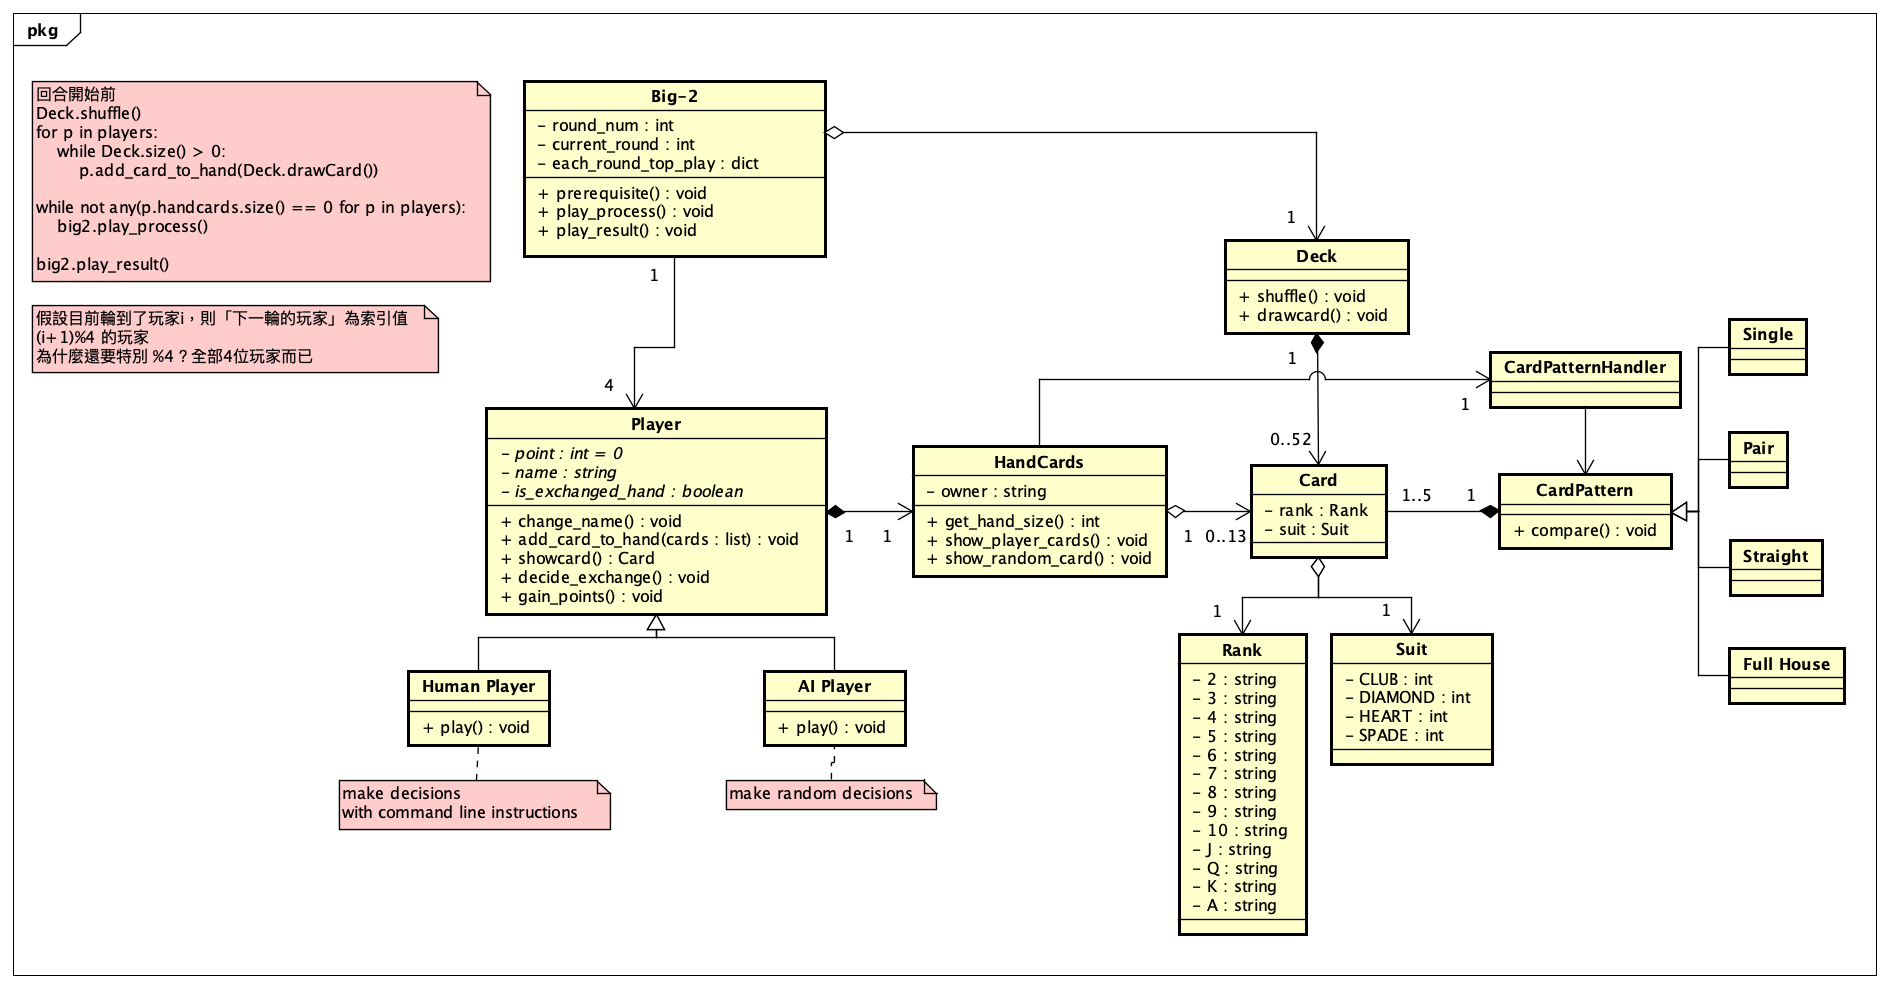 pkg
回合開始前
Deck.shuffle()
for p in players:
while Deck.size() > 0:
p.add_card_to_hand(Deck.drawCard())
while not any(p.handcards.size() == 0 for p in players):
big2.play_process()
big2.play_result()
假設目前輪到了玩家i，則「下一輪的玩家」為索引值
(i+1)%4 的玩家
為什麼還要特別 %4？全部4位玩家而已
Big-2
- round_num : int
- current_round : int
- each_round_top_play : dict
+ prerequisite() : void
+ play_process() : void
+ play_result() : void
1
4
1
Deck
+ shuffle() : void
+ drawcard() : void
1
0..52
Player
- point : int = 0
- name : string
- is_exchanged_hand : boolean
+ change_name() : void
+ add_card_to_hand(cards : list) : void
+ showcard() : Card
+ decide_exchange() : void
+ gain_points() : void
1
1
HandCards
- owner : string
+ get_hand_size() : int
+ show_player_cards() : void
+ show_random_card() : void
1
0..13
Card
- rank : Rank
- suit : Suit
1..5
1
CardPatternHandler
1
CardPattern
+ compare() : void
Single
Pair
Straight
Full House
Human Player
+ play() : void
AI Player
+ play() : void
make decisions
with command line instructions
make random decisions
1
1
Rank
- 2 : string
- 3 : string
- 4 : string
- 5 : string
- 6 : string
- 7 : string
- 8 : string
- 9 : string
- 10 : string
- J : string
- Q : string
- K : string
- A : string
Suit
- CLUB : int
- DIAMOND : int
- HEART : int
- SPADE : int